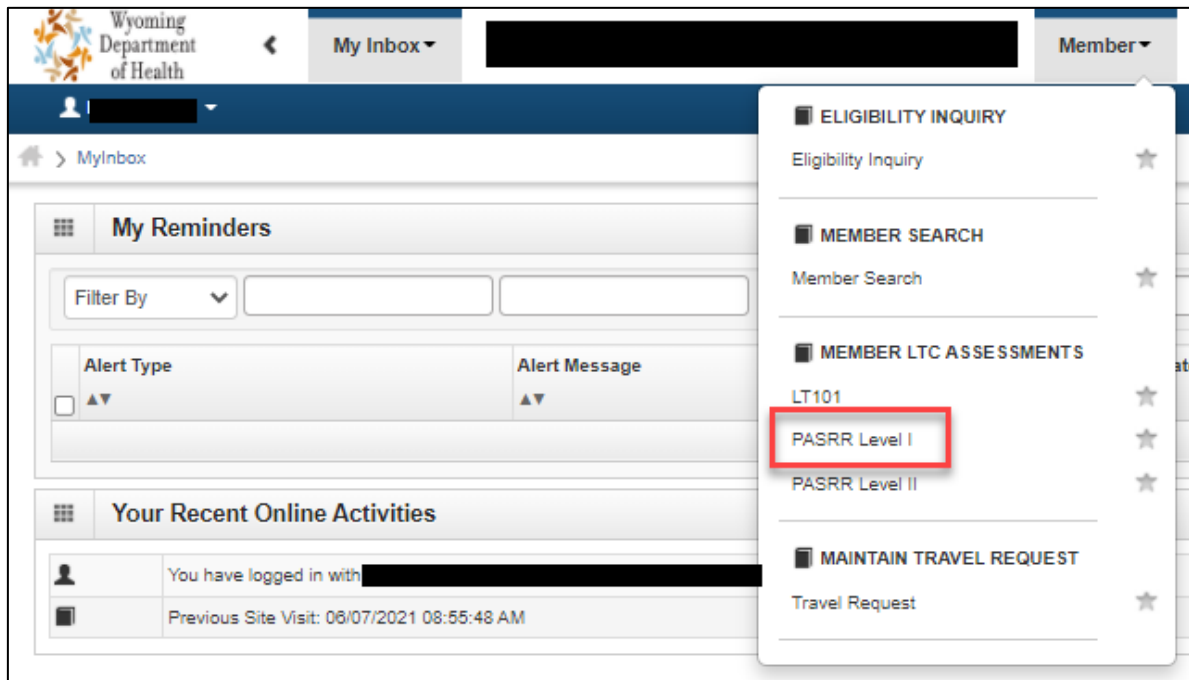 Wyoming
Department
of Health
My Inbox
Member
MyInbox
My Reminders
Filter By
Alert Type
Alert Message
Your Recent Online Activities
You have logged in with
Previous Site Visit: 06/07/2021 08:55:48 AM
ELIGIBILITY INQUIRY
Eligibility Inquiry
MEMBER SEARCH
Member Search
MEMBER LTC ASSESSMENTS
LT101
PASRR Level I
PASRR Level II
MAINTAIN TRAVEL REQUEST
Travel Request